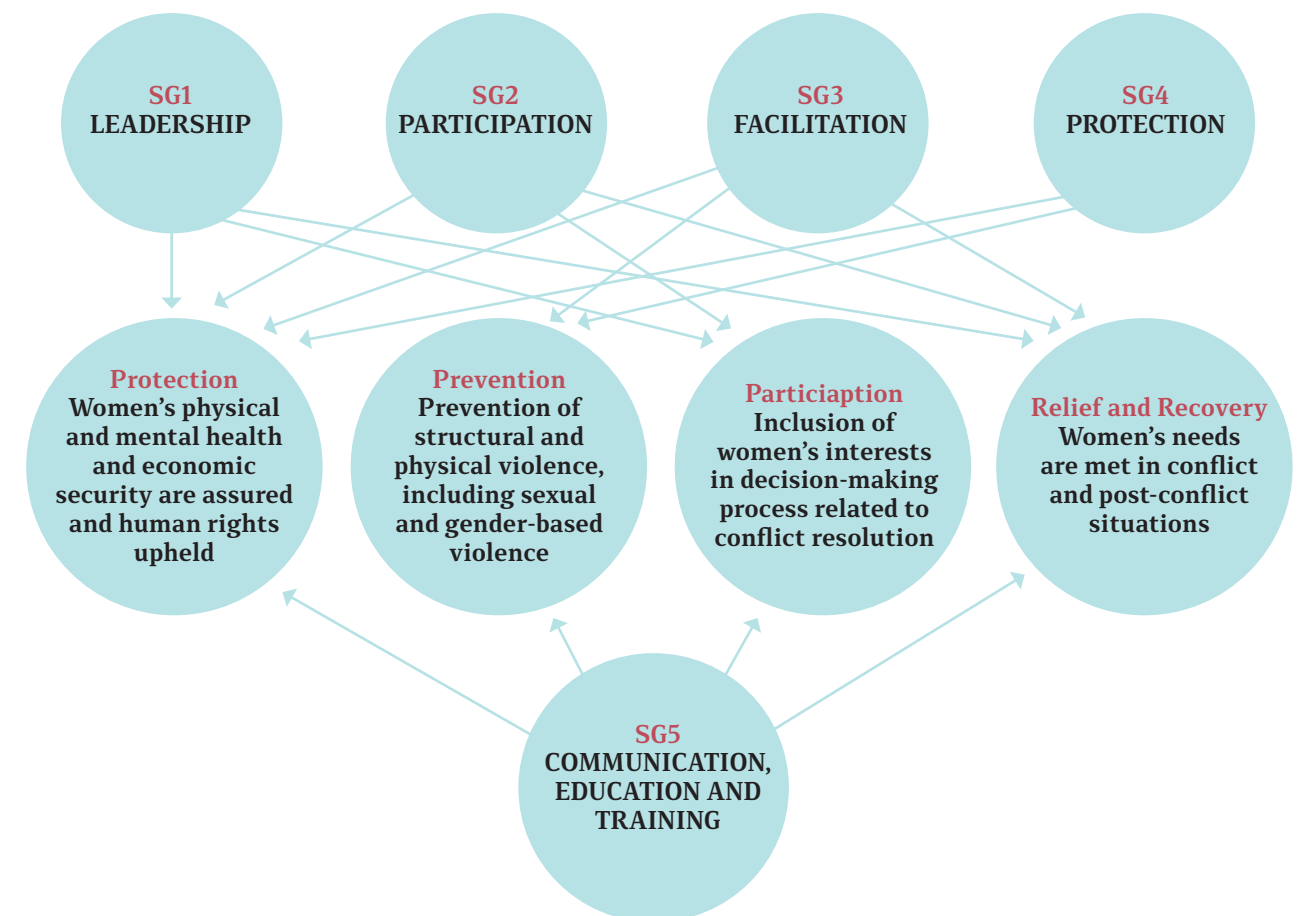 SG1
LEADERSHIP
SG2
PARTICIPATION
SG3
FACILITATION
SG4
PROTECTION
Protection
Women's physical
and mental health
and economic
security are assured
and human rights
upheld
Prevention
Prevention of
structural and
physical violence,
including sexual
and gender-based
violence
Particiaption
Inclusion of
women's interests
in decision-making
process related to
conflict resolution
Relief and Recovery
Women's needs
are met in conflict
and post-conflict
situations
SG5
COMMUNICATION,
EDUCATION AND
TRAINING